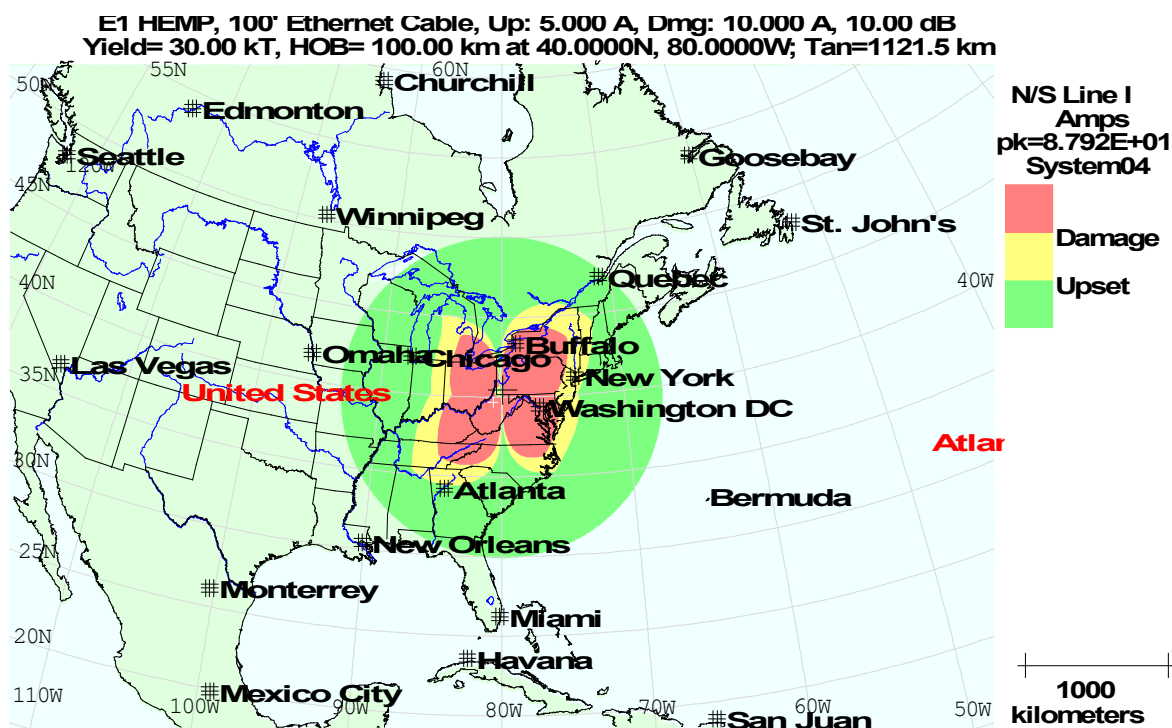 E1 HEMP, 100' Ethernet Cable, Up: 5.000 A, Dmg: 10.000 A, 10.00 dB
Yield= 30.00 kT, HOB= 100.00 km at 40.0000N, 80.0000W; Tan=1121.5 km
50N
55N
60N
Churchill
Edmonton
N/S Line I
Amps
pk=8.792E+01
System04
Seattle
120W
Goosebay
45N
Winnipeg
St. John's
Damage
40N
Quebec
40W
Upset
Buffalo
Omaha
Chicago
Las Vegas
35N
New York
United States
Washington DC
Atlar
30N
Atlanta
Bermuda
25N
New Orleans
Monterrey
Miami
20N
Havana
110W
Mexico City
100W
90W
80W
70W
60W
50W
San Juan
1000
kilometers